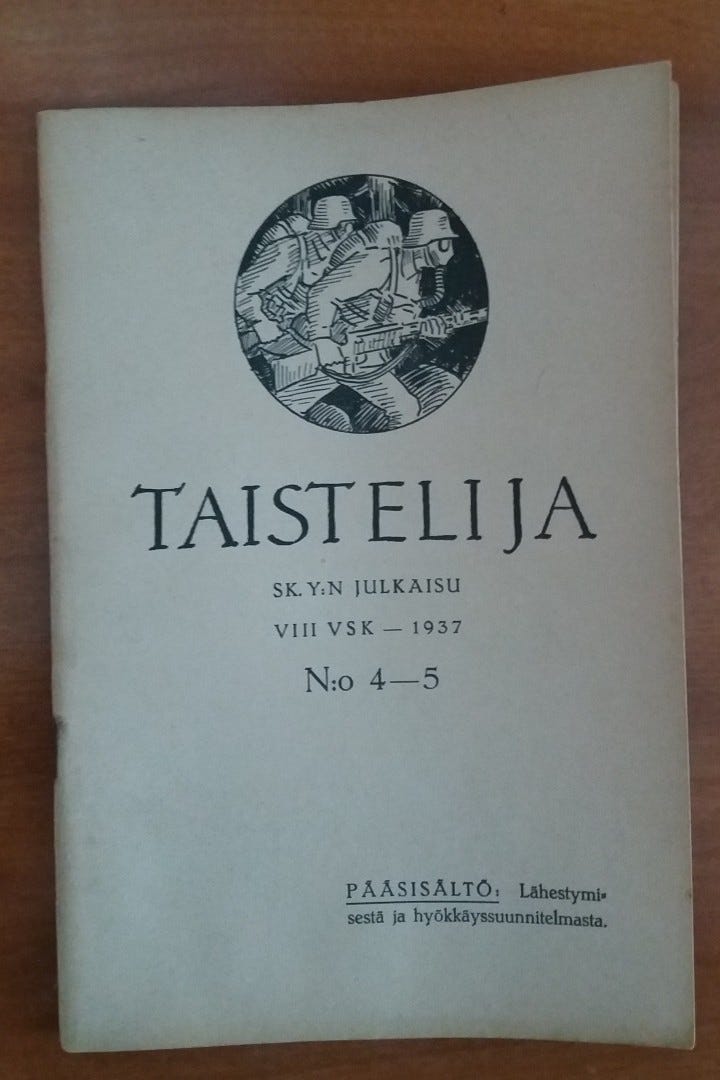 TAISTELIJA
SK. Y:N JULKAISU
VIII VSK — 1937
N:o 4—5
PÄÄSISÄLTÖ: Lähestymi-
sestä ja hyökkäyssuunnitelmasta.